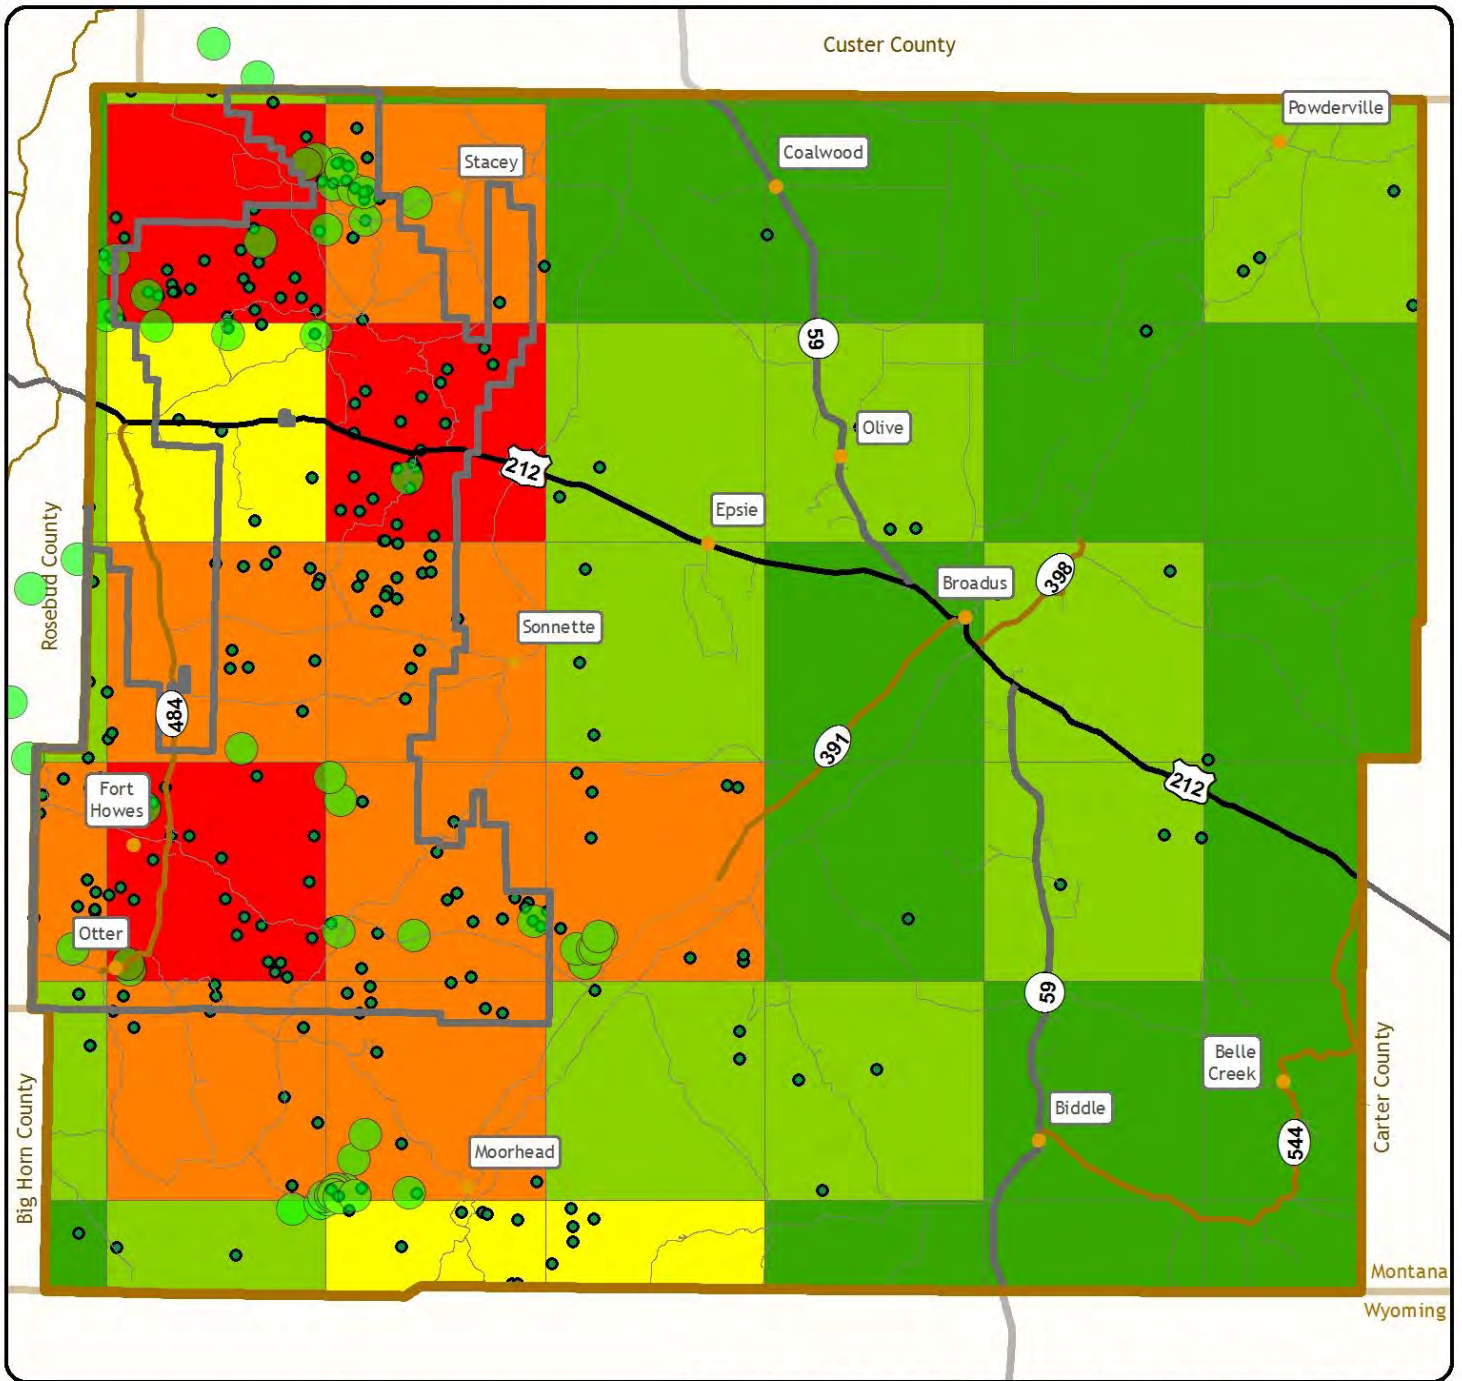 Custer County
Powderville
Coalwood
Stacey
59
Olive
212
Epsie
Rosebud County
398
Broadus
Sonnette
484
391
212
Fort
Howes
Otter
59
Belle
Creek
Carter County
Biddle
Big Horn County
544
Moorhead
Montana
Wyoming